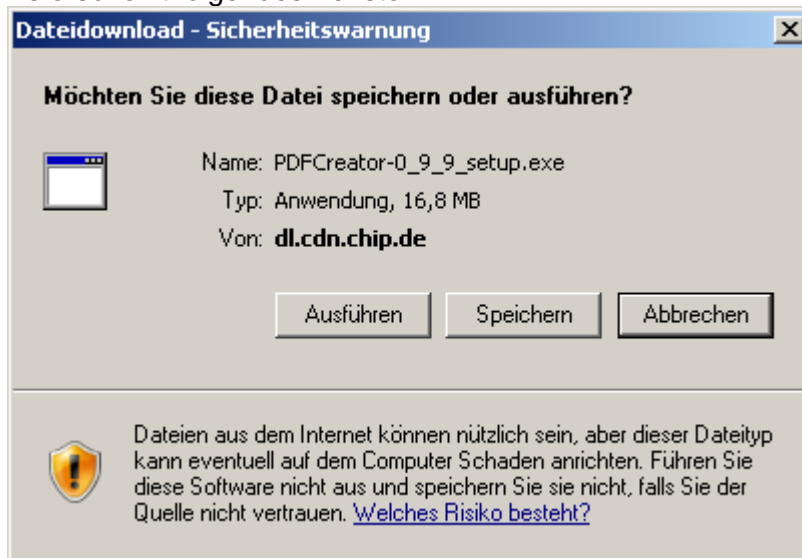 Dateidownload - Sicherheitswarnung
Möchten Sie diese Datei speichern oder ausführen?
Name: PDFCreator-0_9_9_setup.exe
Typ: Anwendung, 16,8 MB
Von: dl.cdn.chip.de
Ausführen Speichern Abbrechen
Dateien aus dem Internet können nützlich sein, aber dieser Dateityp
kann eventuell auf dem Computer Schaden anrichten. Führen Sie
diese Software nicht aus und speichern Sie sie nicht, falls Sie der
Quelle nicht vertrauen. Welches Risiko besteht?